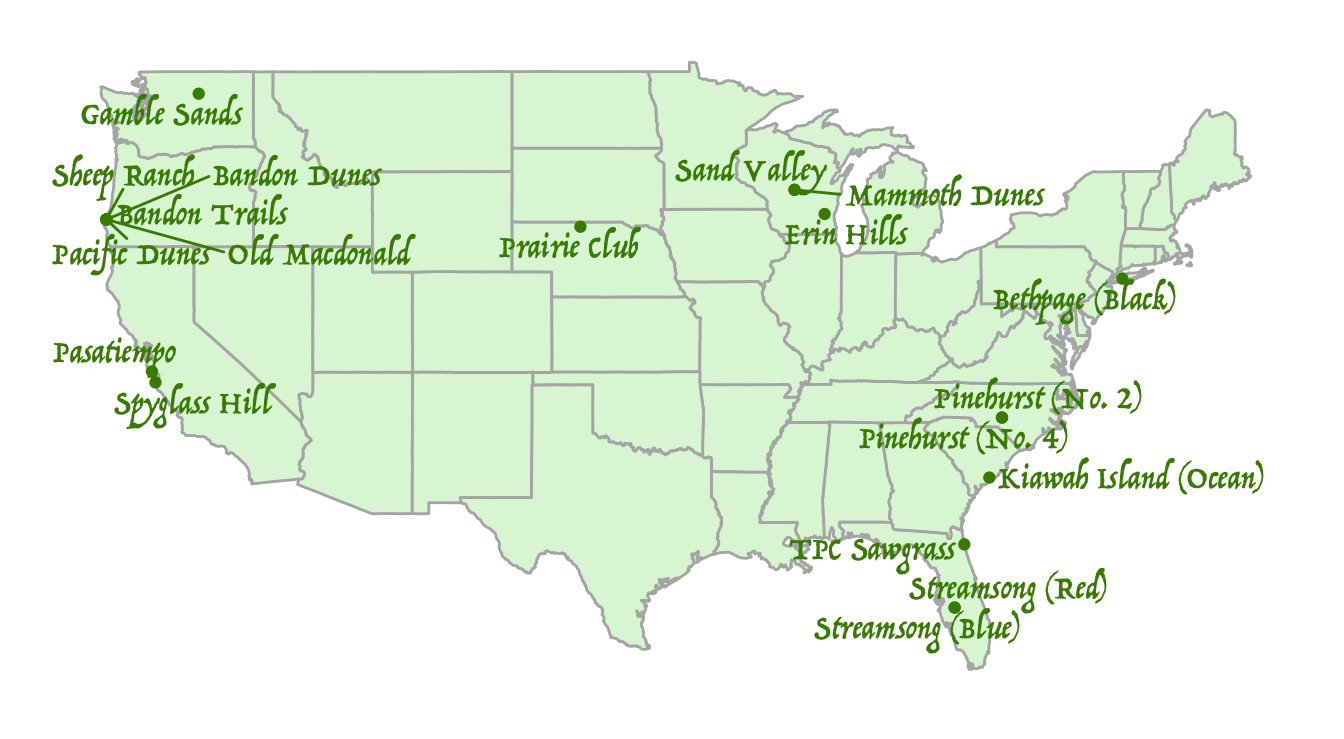 Gamble Sands
Sheep Ranch
Bandon Dunes
Sand Valley
Mammoth Dunes
Bandon Trails
Erin Hills
Prairie Club
Pacific Dunes
Old Macdonald
Bethpage (Black)
Pasatiempo
Spyglass Hill
Pinehurst (No. 2)
Pinehurst (No. 4)
Kiawah Island (Ocean)
TPC Sawgrass
Streamsong (Red)
Streamsong (Blue)